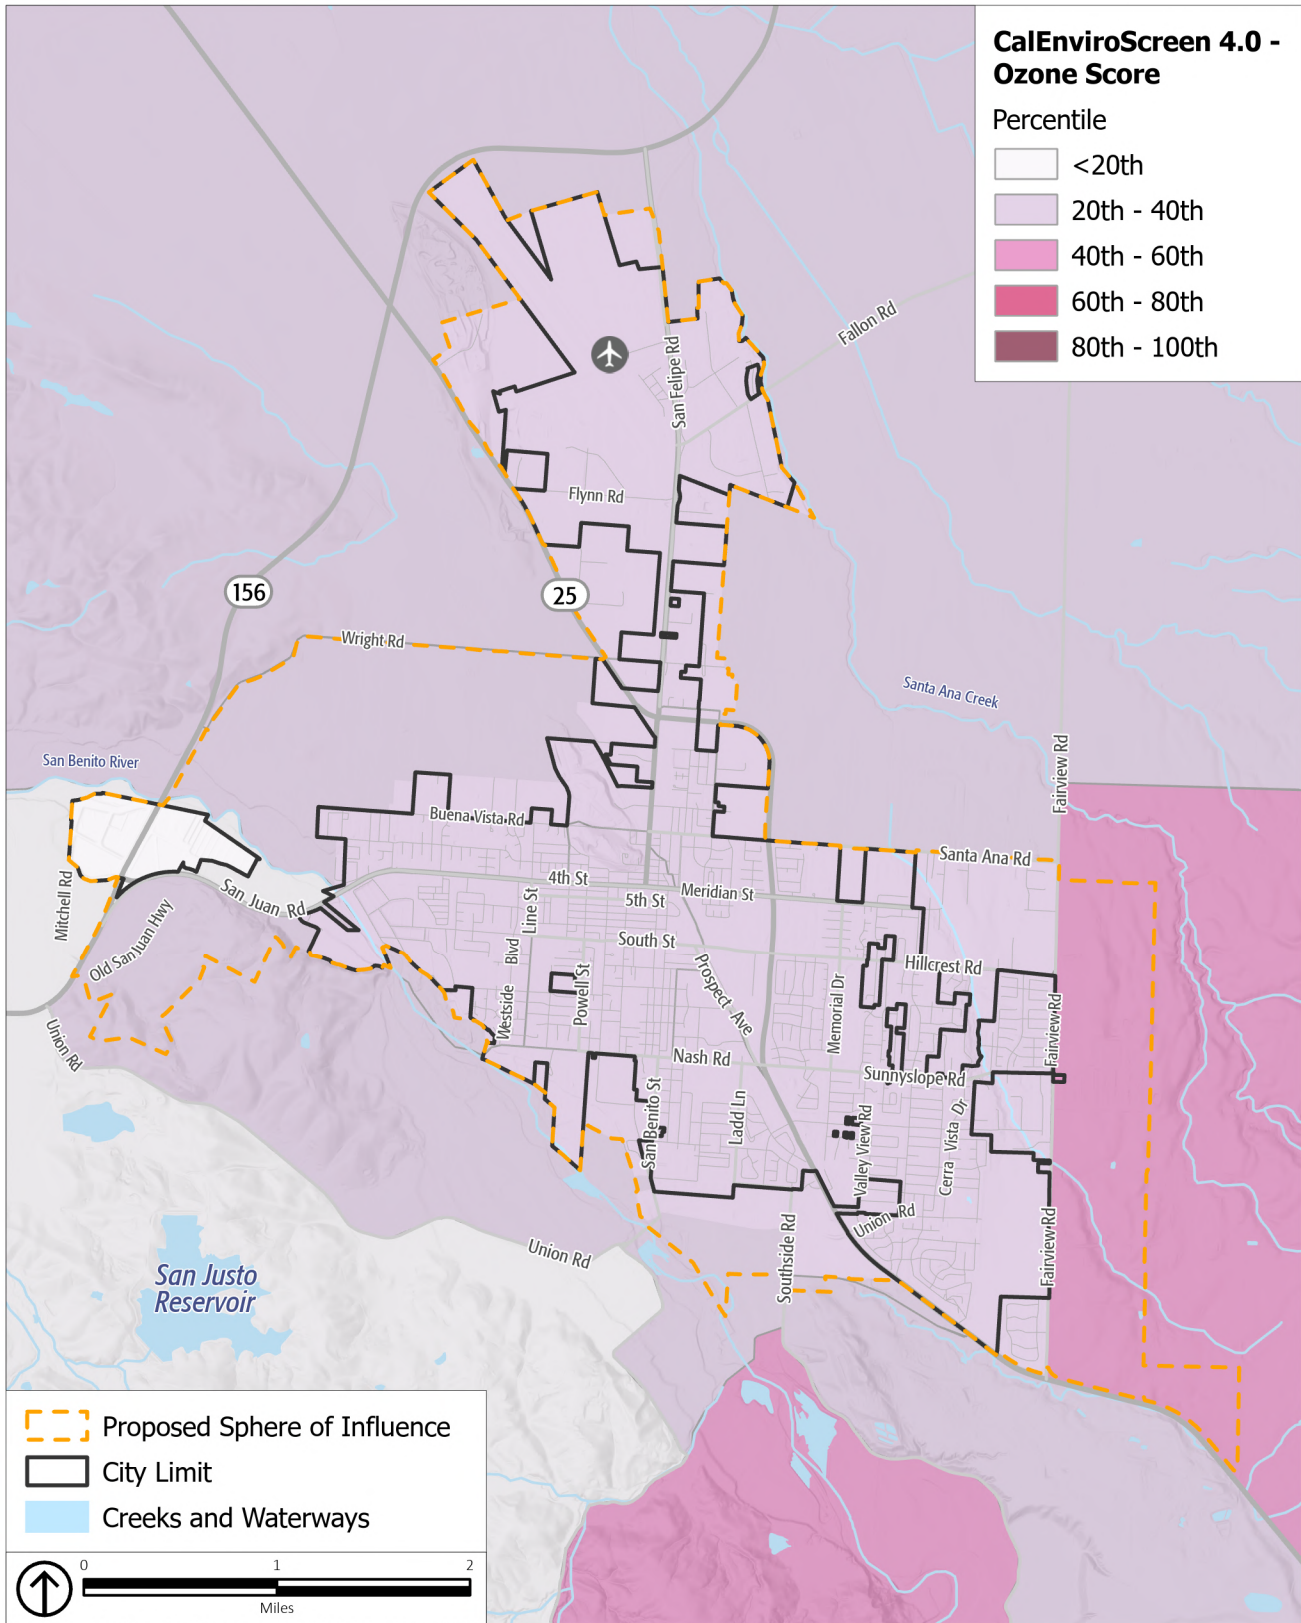 CalEnviroScreen 4.0 -
Ozone Score
Percentile
<20th
20th - 40th
40th - 60th
60th - 80th
80th - 100th
Fallon Rd
San Felipe Rd
Flynn Rd
156
25
Wright Rd
Santa Ana Creek
San Benito River
Fairview Rd
Buena Vista Rd
Santa Ana Rd
Mitchell Rd
San Juan Rd
4th St
Meridian St
5th St
Line St
Old San Juan Hwy
South St
Westside Blvd
Powell St
Prospect Ave
Memorial Dr
Hillcrest Rd
Fairview Rd
Union Rd
Nash Rd
Sunnyslope Rd
San Benito St
Ladd Ln
Valley View Rd
Cerra Vista Dr
Union Rd
Southside Rd
Union Rd
Fairview Rd
San Justo
Reservoir
Proposed Sphere of Influence
City Limit
Creeks and Waterways
0 1 2
Miles